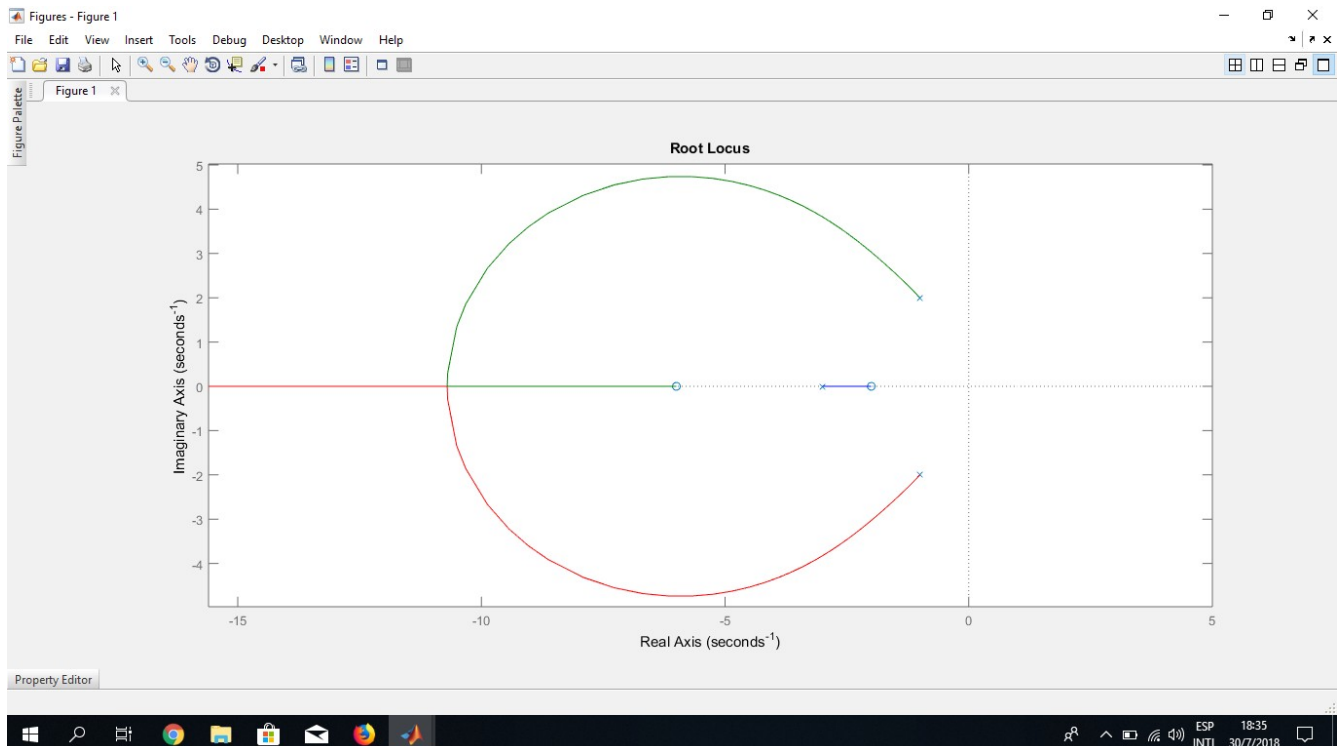 Figures - Figure 1
File Edit View Insert Tools Debug Desktop Window Help
Figure 1
Figure Palette
Root Locus
5
4
3
2
1
0
-1
-2
-3
-4
Imaginary Axis (seconds⁻¹)
-15 -10 -5 0 5
Real Axis (seconds⁻¹)
Property Editor
ESP 18:35
INTL 30/7/2018